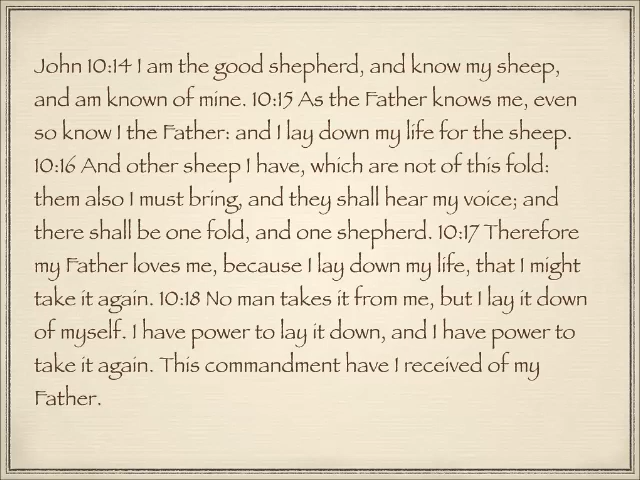 John 10:14 I am the good shepherd, and know my sheep,
and am known of mine. 10:15 As the Father knows me, even
so know I the Father: and I lay down my life for the sheep.
10:16 And other sheep I have, which are not of this fold:
them also I must bring, and they shall hear my voice; and
there shall be one fold, and one shepherd. 10:17 Therefore
my Father loves me, because I lay down my life, that I might
take it again. 10:18 No man takes it from me, but I lay it down
of myself. I have power to lay it down, and I have power to
take it again. This commandment have I received of my
Father.